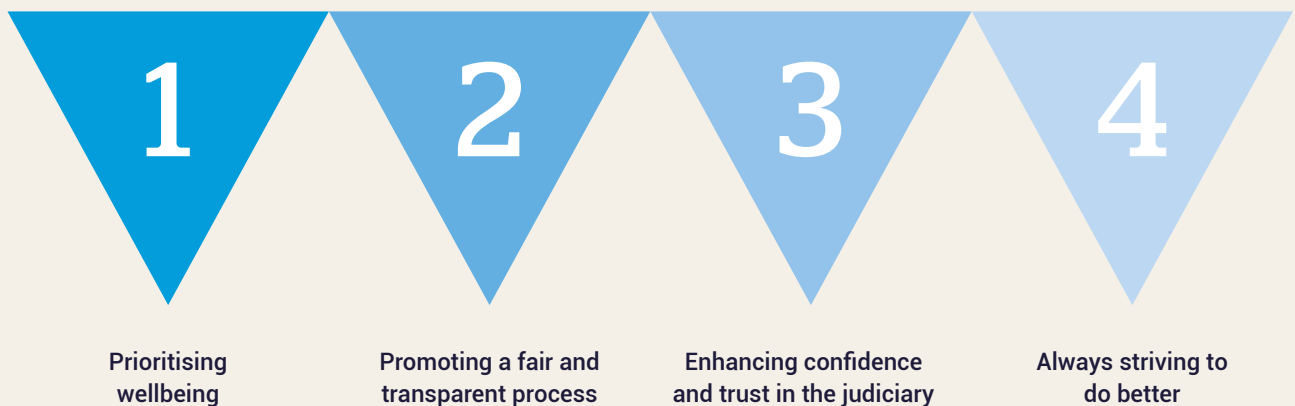 1
2
3
4
Prioritising
wellbeing
Promoting a fair and
transparent process
Enhancing confidence
and trust in the judiciary
Always striving to
do better